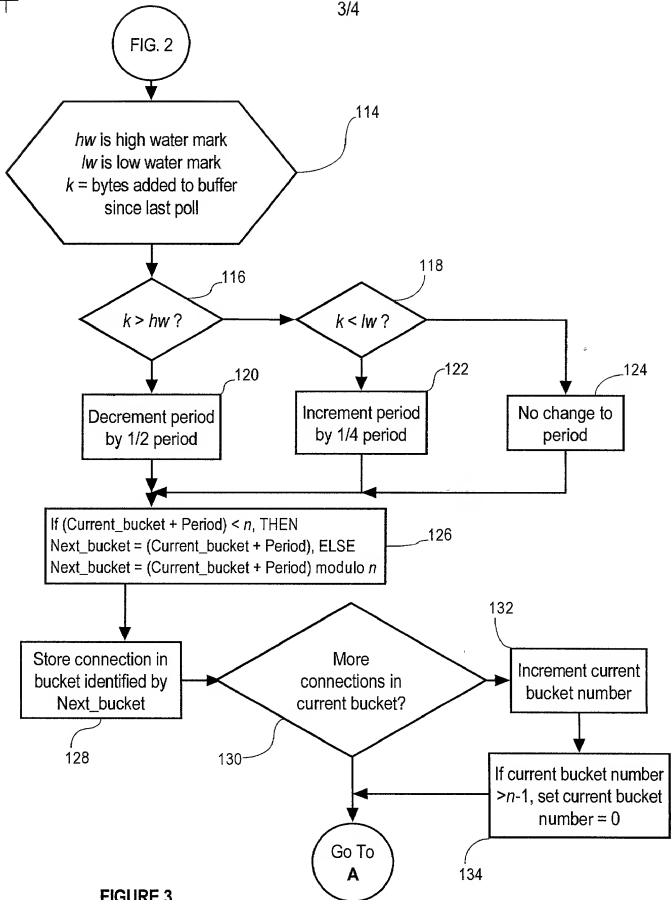 3/4
FIG. 2
114
hw is high water mark
lw is low water mark
k = bytes added to buffer
since last poll
116
118
k > hw ?
k < lw ?
120
122
124
Decrement period
by 1/2 period
Increment period
by 1/4 period
No change to
period
If (Current_bucket + Period) < n, THEN
Next_bucket = (Current_bucket + Period), ELSE
Next_bucket = (Current_bucket + Period) modulo n
126
132
Store connection in
bucket identified by
Next_bucket
More
connections in
current bucket?
Increment current
bucket number
128
130
If current bucket number
>n-1, set current bucket
number = 0
134
Go To
A
FIGURE 3